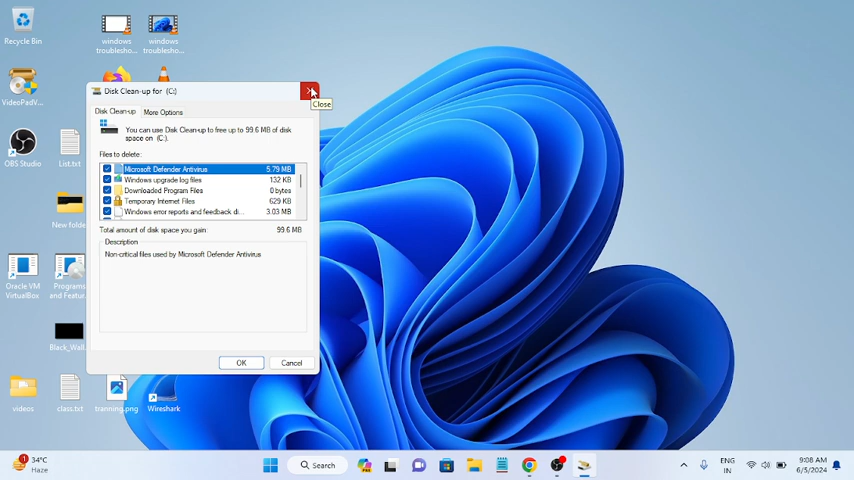 Recycle Bin
windows
troublesho...
windows
troublesho...
VideoPadV...
OBS Studio
List.txt
New folde
Oracle VM
VirtualBox
Programs
and Featur
Black_Wal
videos
class.txt
tranning.png
Wireshark
Disk Clean-up for (C:)
Close
Disk Clean-up
More Options
You can use Disk Clean-up to free up to 99.6 MB of disk
space on (C:).
Files to delete:
Microsoft Defender Antivirus 5.79 MB
Windows upgrade log files 132 KB
Downloaded Program Files 0 bytes
Temporary Internet Files 629 KB
Windows error reports and feedback di... 3.03 MB
Total amount of disk space you gain: 99.6 MB
Description
Non-critical files used by Microsoft Defender Antivirus
OK
Cancel
1
34°C
Haze
Search
ENG
IN
9:08 AM
6/5/2024